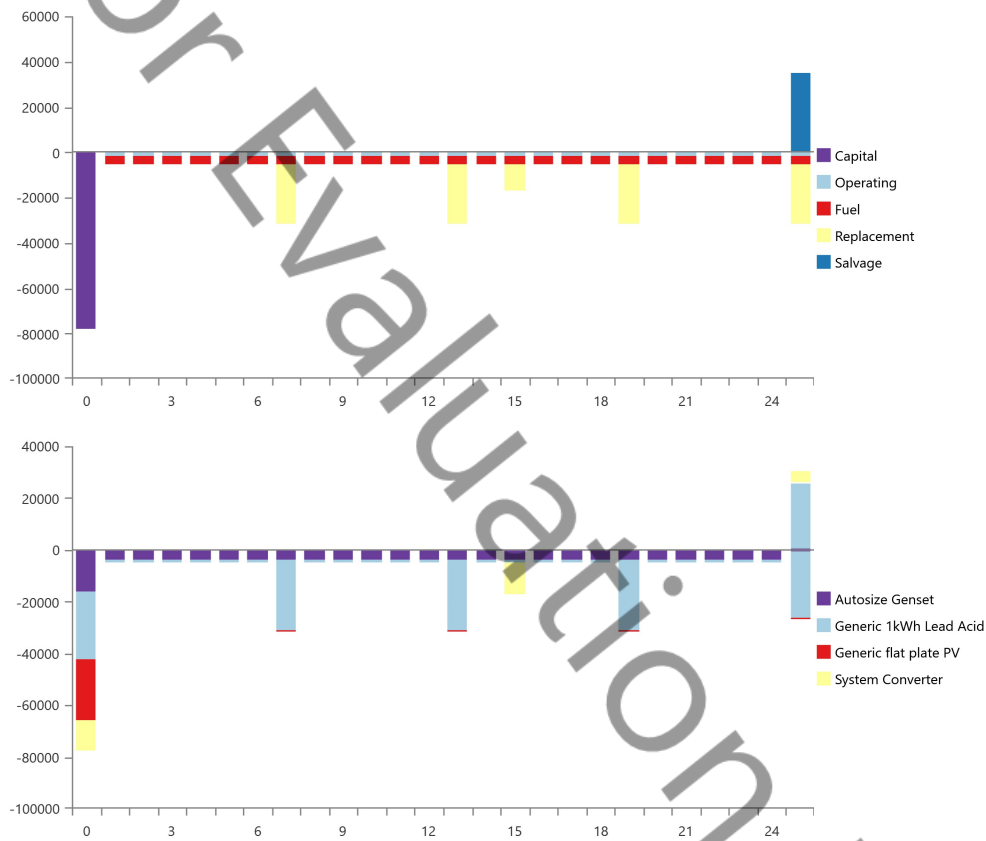 60000
40000
20000
0
-20000
-40000
-60000
-80000
-100000
0 3 6 9 12 15 18 21 24
Capital
Operating
Fuel
Replacement
Salvage
40000
20000
0
-20000
-40000
-60000
-80000
-100000
0 3 6 9 12 15 18 21 24
Autosize Genset
Generic 1kWh Lead Acid
Generic flat plate PV
System Converter
or Evaluation